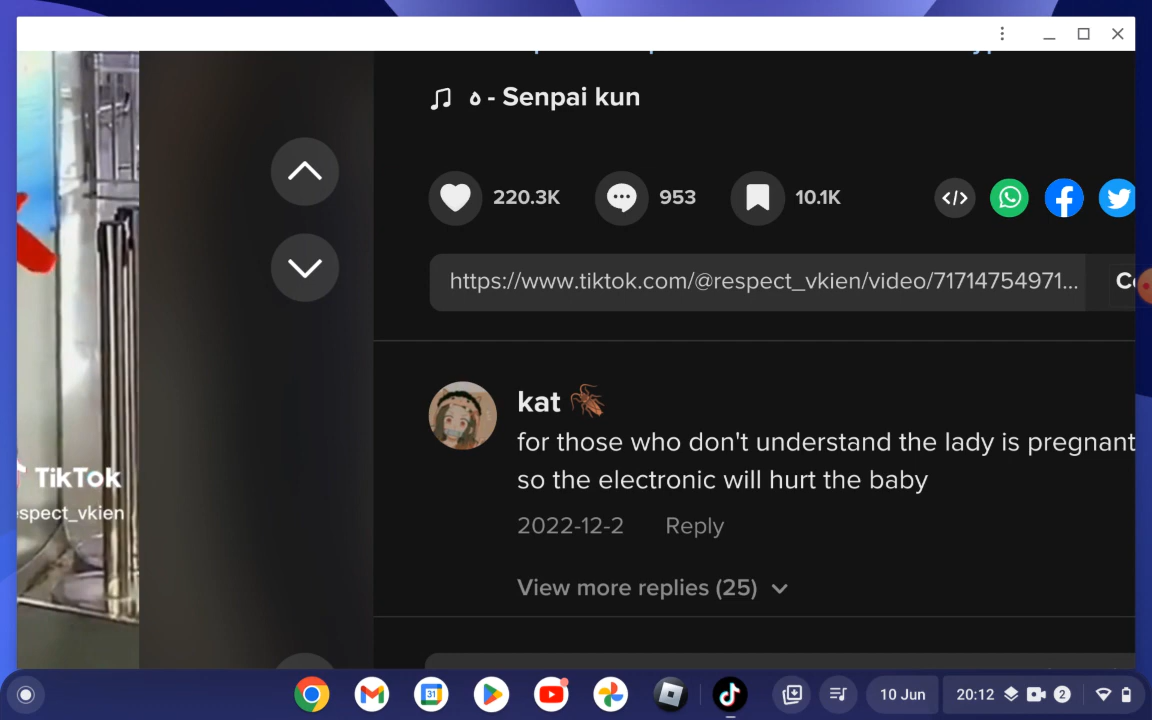 - Senpai kun
220.3K
953
10.1K
</>
https://www.tiktok.com/@respect_vkien/video/71714754971...
kat
for those who don't understand the lady is pregnant
so the electronic will hurt the baby
2022-12-2 Reply
View more replies (25)
TikTok
spect_vkien
31
10 Jun
20:12
2